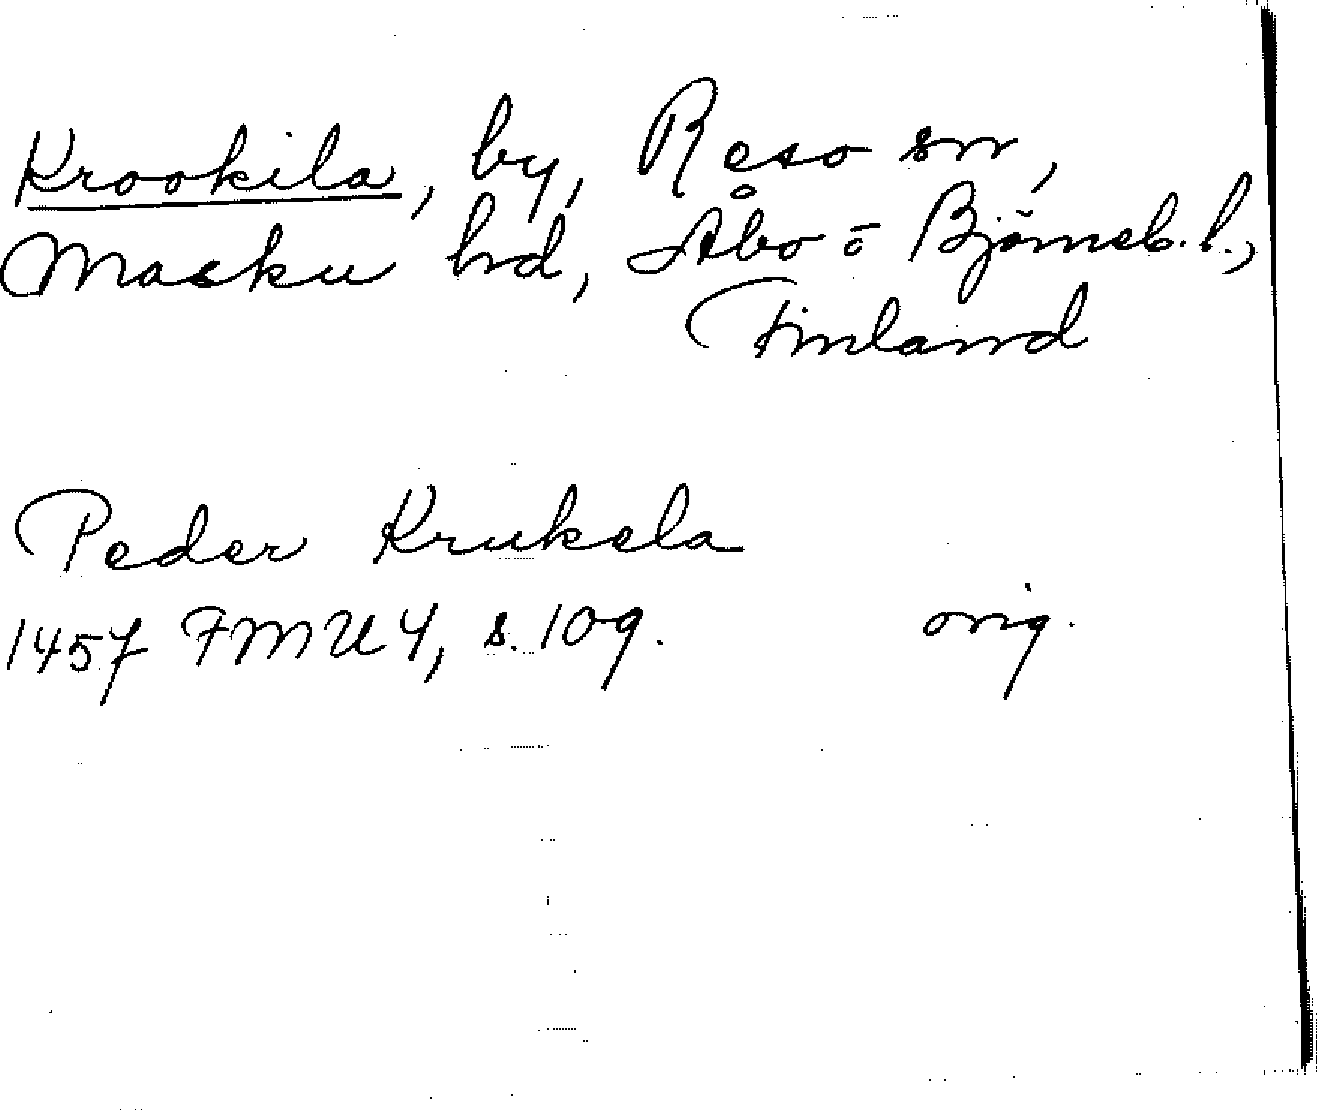 Krookila, by, Reso sn,
Masku hd, Åbo o Björneb. l.,
Finland
Peder Krukela
1457 FMU 4, s. 109. orig.